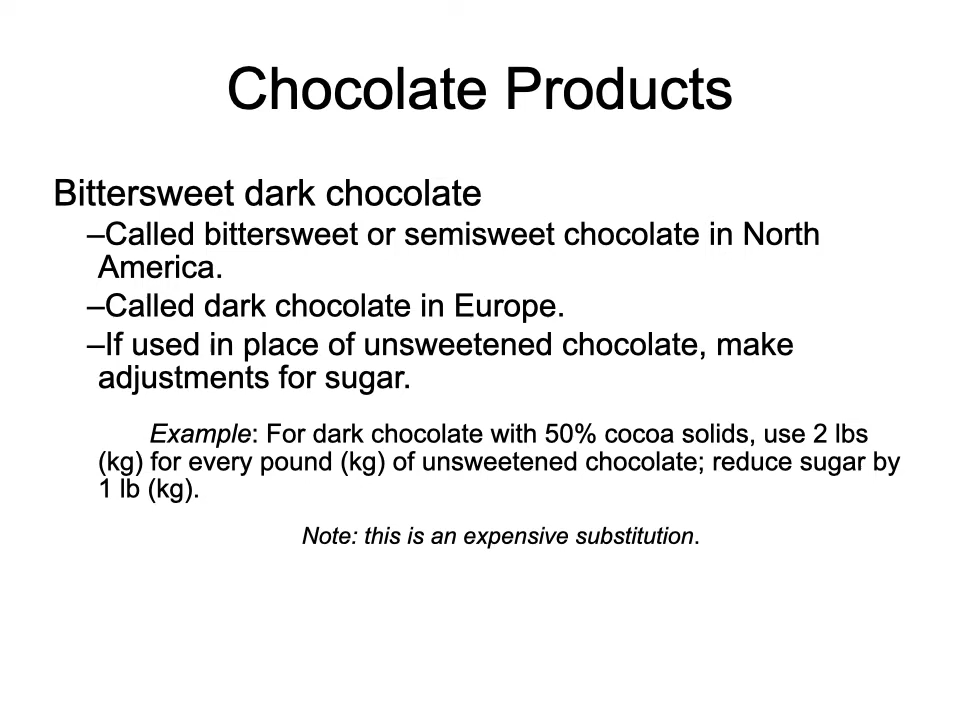 Chocolate Products
Bittersweet dark chocolate
–Called bittersweet or semisweet chocolate in North
America.
–Called dark chocolate in Europe.
–If used in place of unsweetened chocolate, make
adjustments for sugar.
Example: For dark chocolate with 50% cocoa solids, use 2 lbs
(kg) for every pound (kg) of unsweetened chocolate; reduce sugar by
1 lb (kg).
Note: this is an expensive substitution.